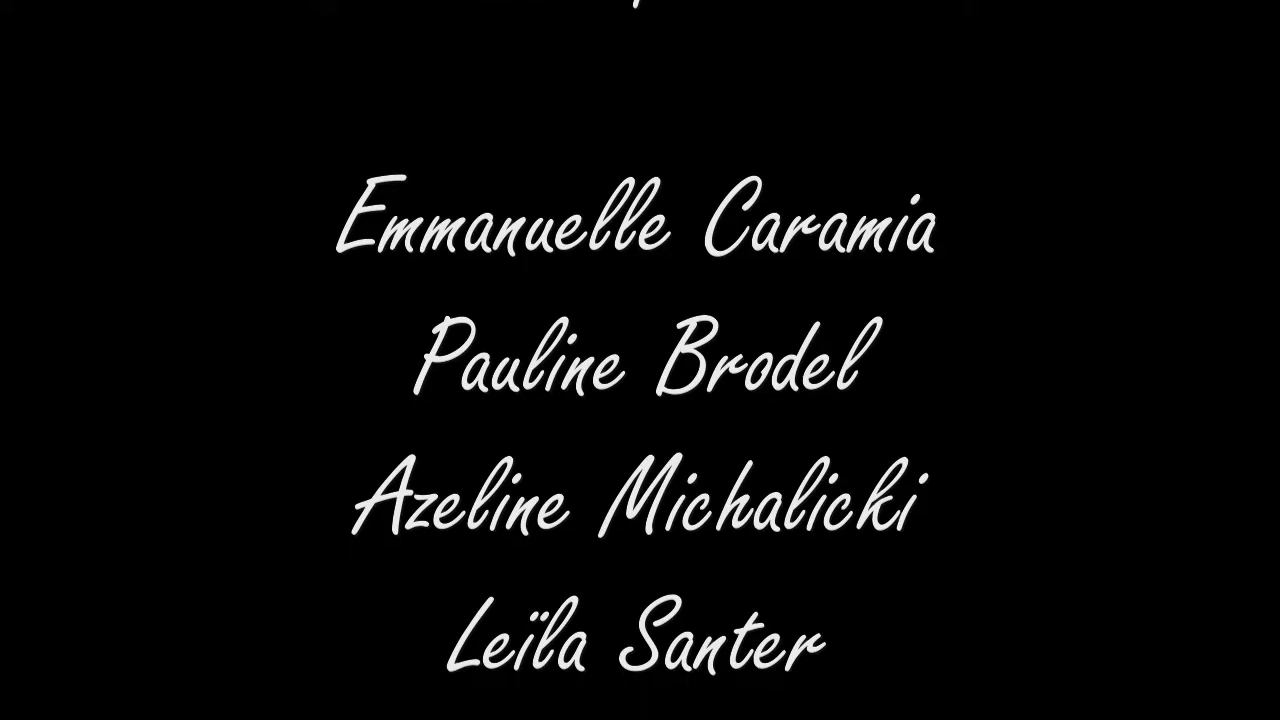 Emmanuelle Caramia
Pauline Brodel
Azeline Michalicki
Leïla Santer